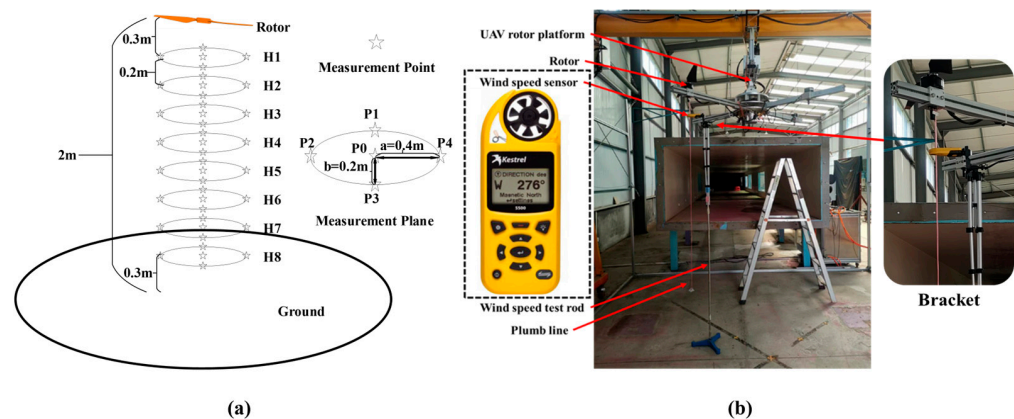 Rotor
0.3m
H1
0.2m
H2
H3
H4
2m
H5
H6
H7
H8
0.3m
Ground
Measurement Point
P1
P2
P0
a=0,4m
P4
b=0.2m
P3
Measurement Plane
(a)
UAV rotor platform
Rotor
Wind speed sensor
Kestrel
DIRECTION
W 276°
Magnetic North
5500
Wind speed test rod
Plumb line
Bracket
(b)